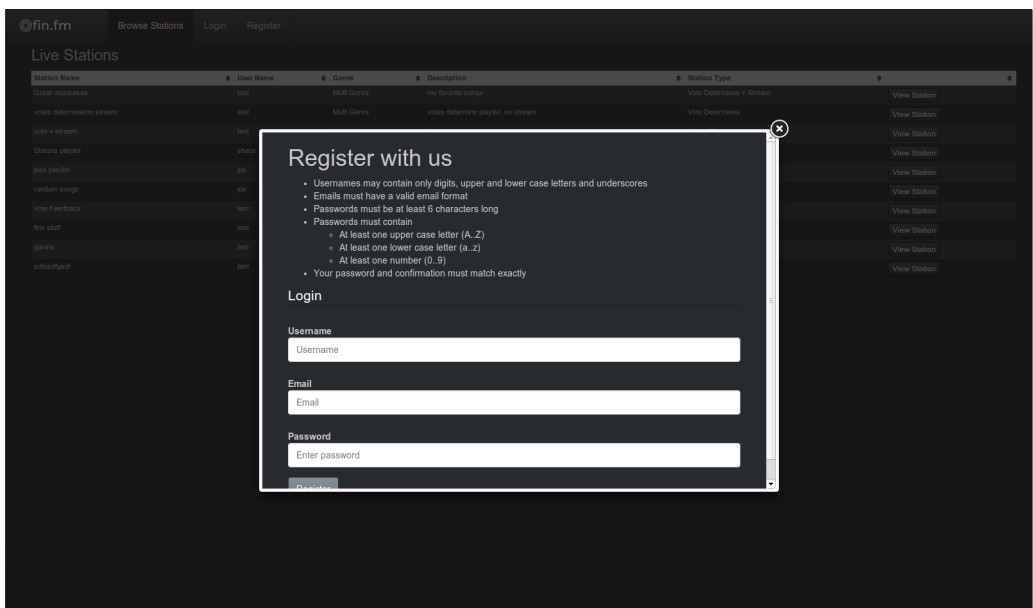 @fin.fm Browse Stations Login Register
Live Stations
Station Name User Name Genre Description Station Type
Great musicasas test Multi Genre my favorite songs Vote Determines + Stream View Station
votes determine/no stream test Multi Genre votes determine playlist, no stream Vote Determines View Station
vote + stream test View Station
Shauns playlist shaun View Station
joes playlist joe View Station
random songs joe View Station
vote Feedback test View Station
fins stuff test View Station
gavins test View Station
sdfasdfgsdf test View Station
Register with us
• Usernames may contain only digits, upper and lower case letters and underscores
• Emails must have a valid email format
• Passwords must be at least 6 characters long
• Passwords must contain
◦ At least one upper case letter (A..Z)
◦ At least one lower case letter (a..z)
◦ At least one number (0..9)
• Your password and confirmation must match exactly
Login
Username
Username
Email
Email
Password
Enter password
Register